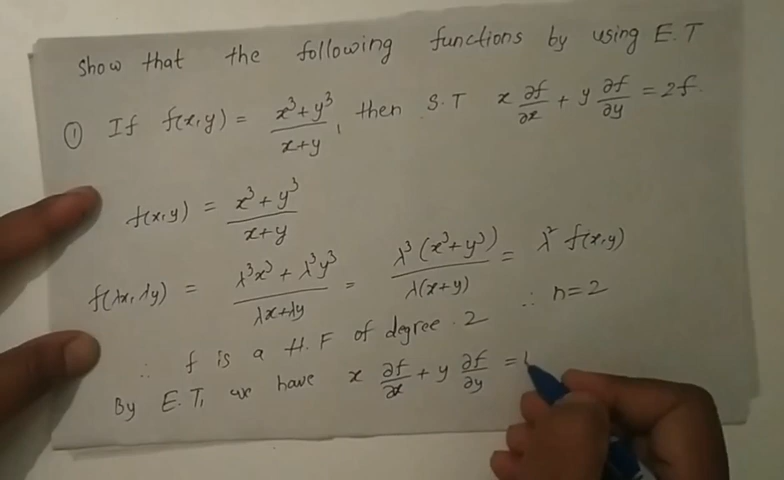 Show that the following functions by using E.T
① If f(x,y) = (x³+y³)/(x+y), then S.T x ∂f/∂x + y ∂f/∂y = 2f.
f(x,y) = (x³+y³)/(x+y)
f(λx,λy) = (λ³x³+λ³y³)/(λx+λy) = λ³(x³+y³)/λ(x+y) = λ² f(x,y)
∴ f is a H.F of degree. 2 ∴ n=2
By E.T, we have x ∂f/∂x + y ∂f/∂y =